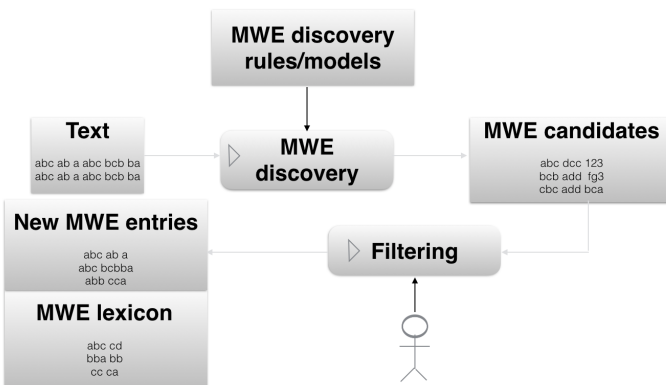 MWE discovery
rules/models
Text
abc ab a abc bcb ba
abc ab a abc bcb ba
MWE
discovery
MWE candidates
abc dcc 123
bcb add fg3
cbc add bca
New MWE entries
abc ab a
abc bcbba
abb cca
Filtering
MWE lexicon
abc cd
bba bb
cc ca